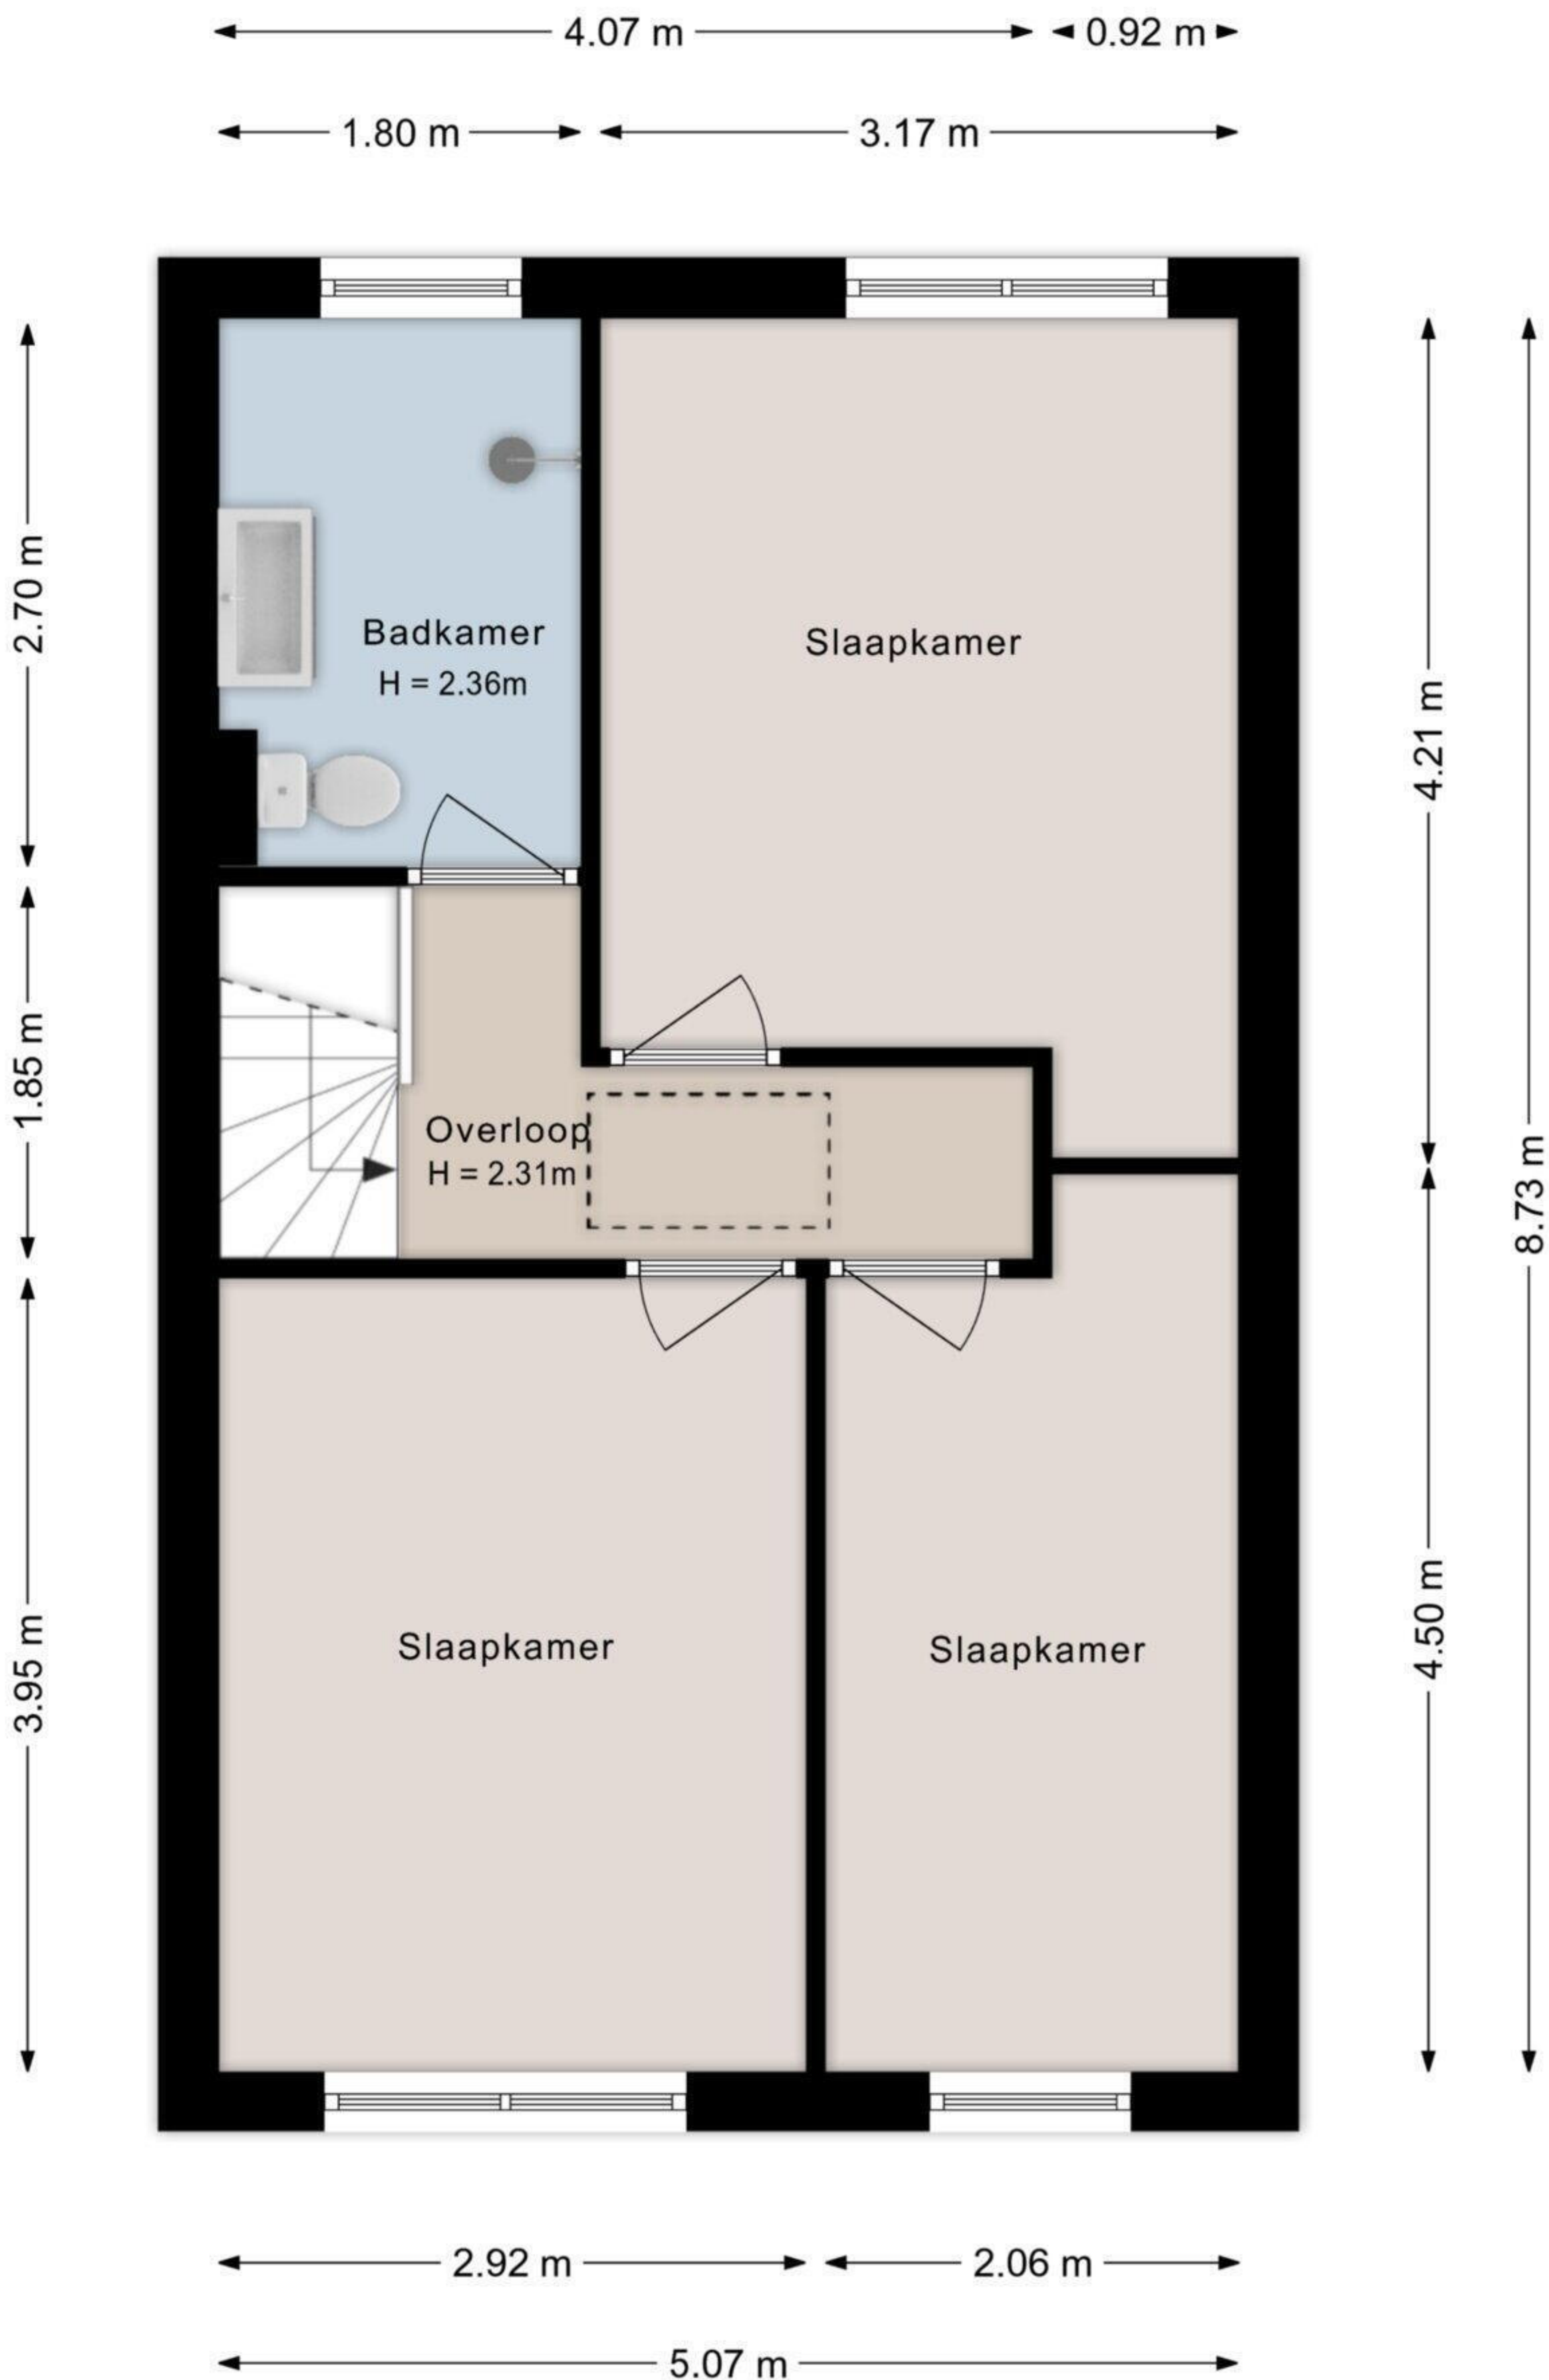 4.07 m
0.92 m
1.80 m
3.17 m
2.70 m
Badkamer
H = 2.36m
Slaapkamer
4.21 m
1.85 m
Overloop
H = 2.31m
8.73 m
3.95 m
Slaapkamer
Slaapkamer
4.50 m
2.92 m
2.06 m
5.07 m